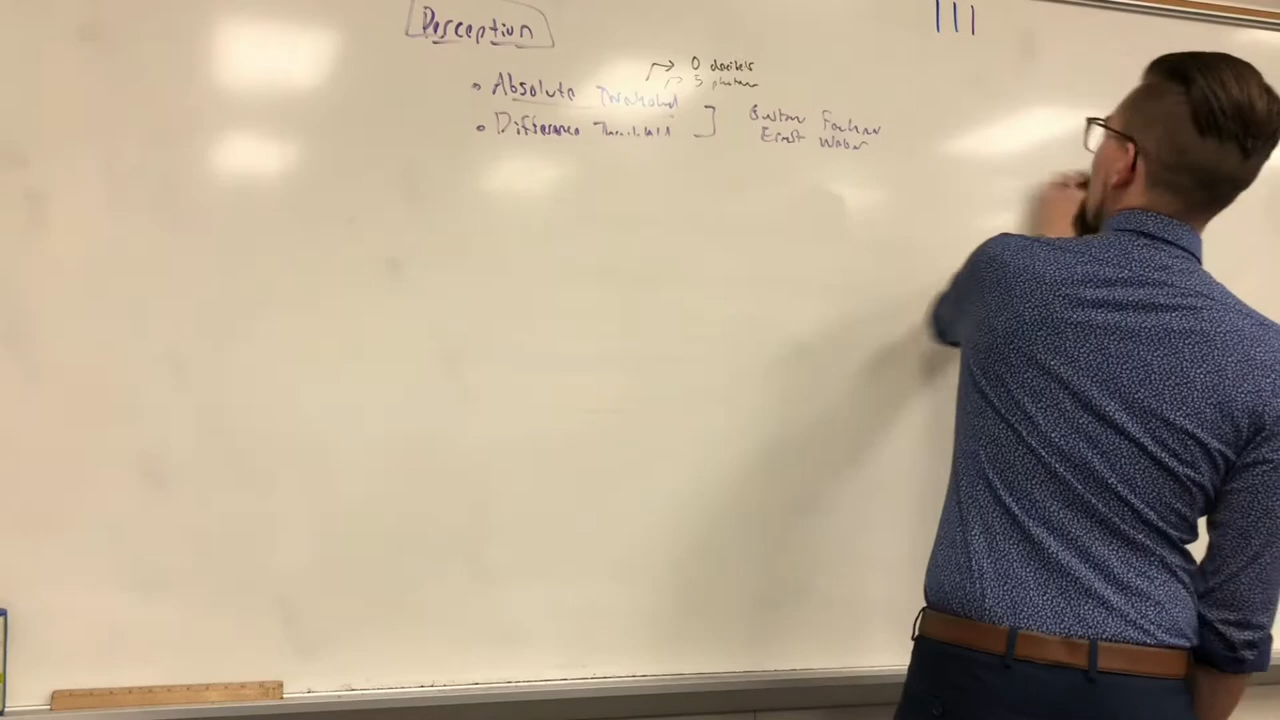 Perception
• Absolute Threshold → 0 decibels
→ 5 photons
• Difference Threshold ] Gustav Fechner
Ernst Weber